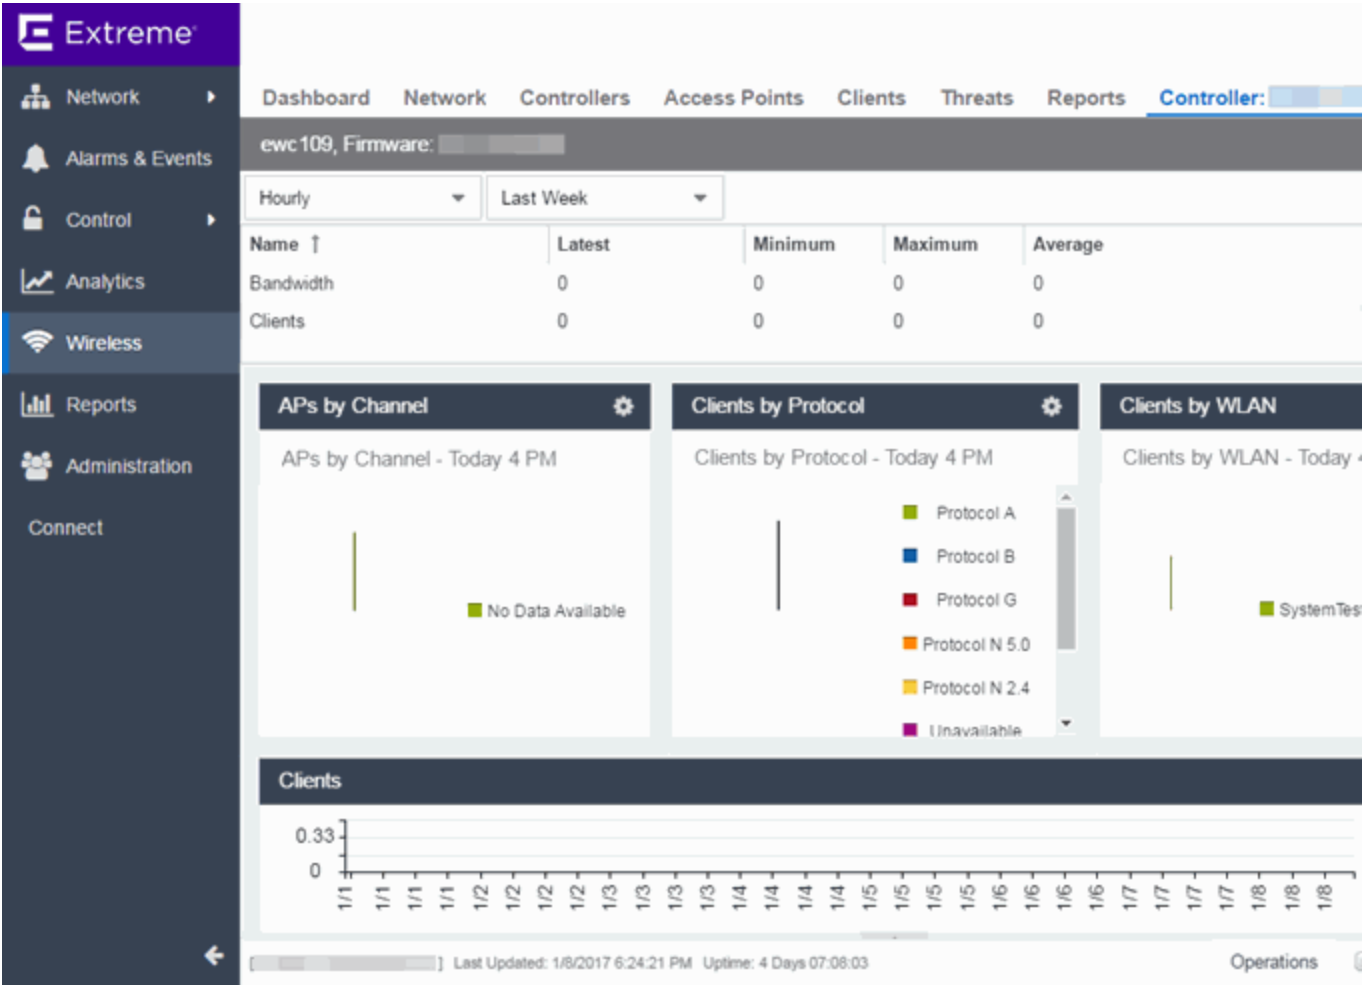 Extreme
Network
Alarms & Events
Control
Analytics
Wireless
Reports
Administration
Connect
Dashboard Network Controllers Access Points Clients Threats Reports Controller:
ewc109, Firmware:
Hourly Last Week
Name ↑ Latest Minimum Maximum Average
Bandwidth 0 0 0 0
Clients 0 0 0 0
APs by Channel
APs by Channel - Today 4 PM
No Data Available
Clients by Protocol
Clients by Protocol - Today 4 PM
Protocol A
Protocol B
Protocol G
Protocol N 5.0
Protocol N 2.4
Unavailable
Clients by WLAN
Clients by WLAN - Today 4
SystemTest
Clients
0.33
0
1/1 1/1 1/1 1/1 1/2 1/2 1/2 1/2 1/3 1/3 1/3 1/3 1/4 1/4 1/4 1/4 1/5 1/5 1/5 1/5 1/6 1/6 1/6 1/6 1/7 1/7 1/7 1/7 1/8 1/8 1/8
[ ] Last Updated: 1/8/2017 6:24:21 PM Uptime: 4 Days 07:08:03
Operations